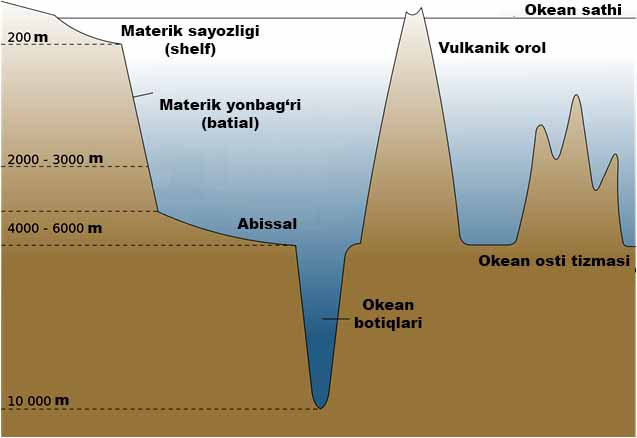 Okean sathi
Materik sayozligi
(shelf)
200 m
Vulkanik orol
Materik yonbag‘ri
(batial)
2000 - 3000 m
Abissal
4000 - 6000 m
Okean osti tizmasi
Okean
botiqlari
10 000 m